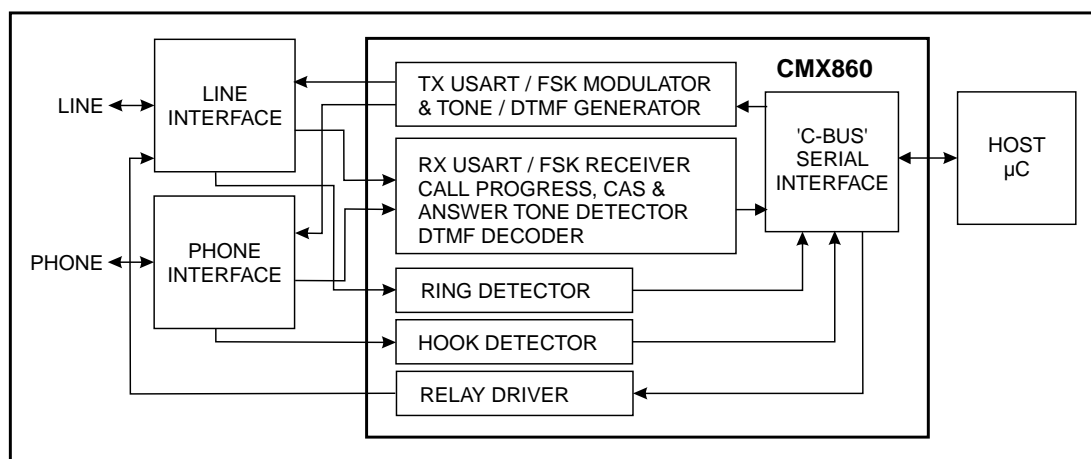 CMX860
LINE
LINE
INTERFACE
TX USART / FSK MODULATOR
& TONE / DTMF GENERATOR
RX USART / FSK RECEIVER
CALL PROGRESS, CAS &
ANSWER TONE DETECTOR
DTMF DECODER
'C-BUS'
SERIAL
INTERFACE
HOST
µC
PHONE
PHONE
INTERFACE
RING DETECTOR
HOOK DETECTOR
RELAY DRIVER